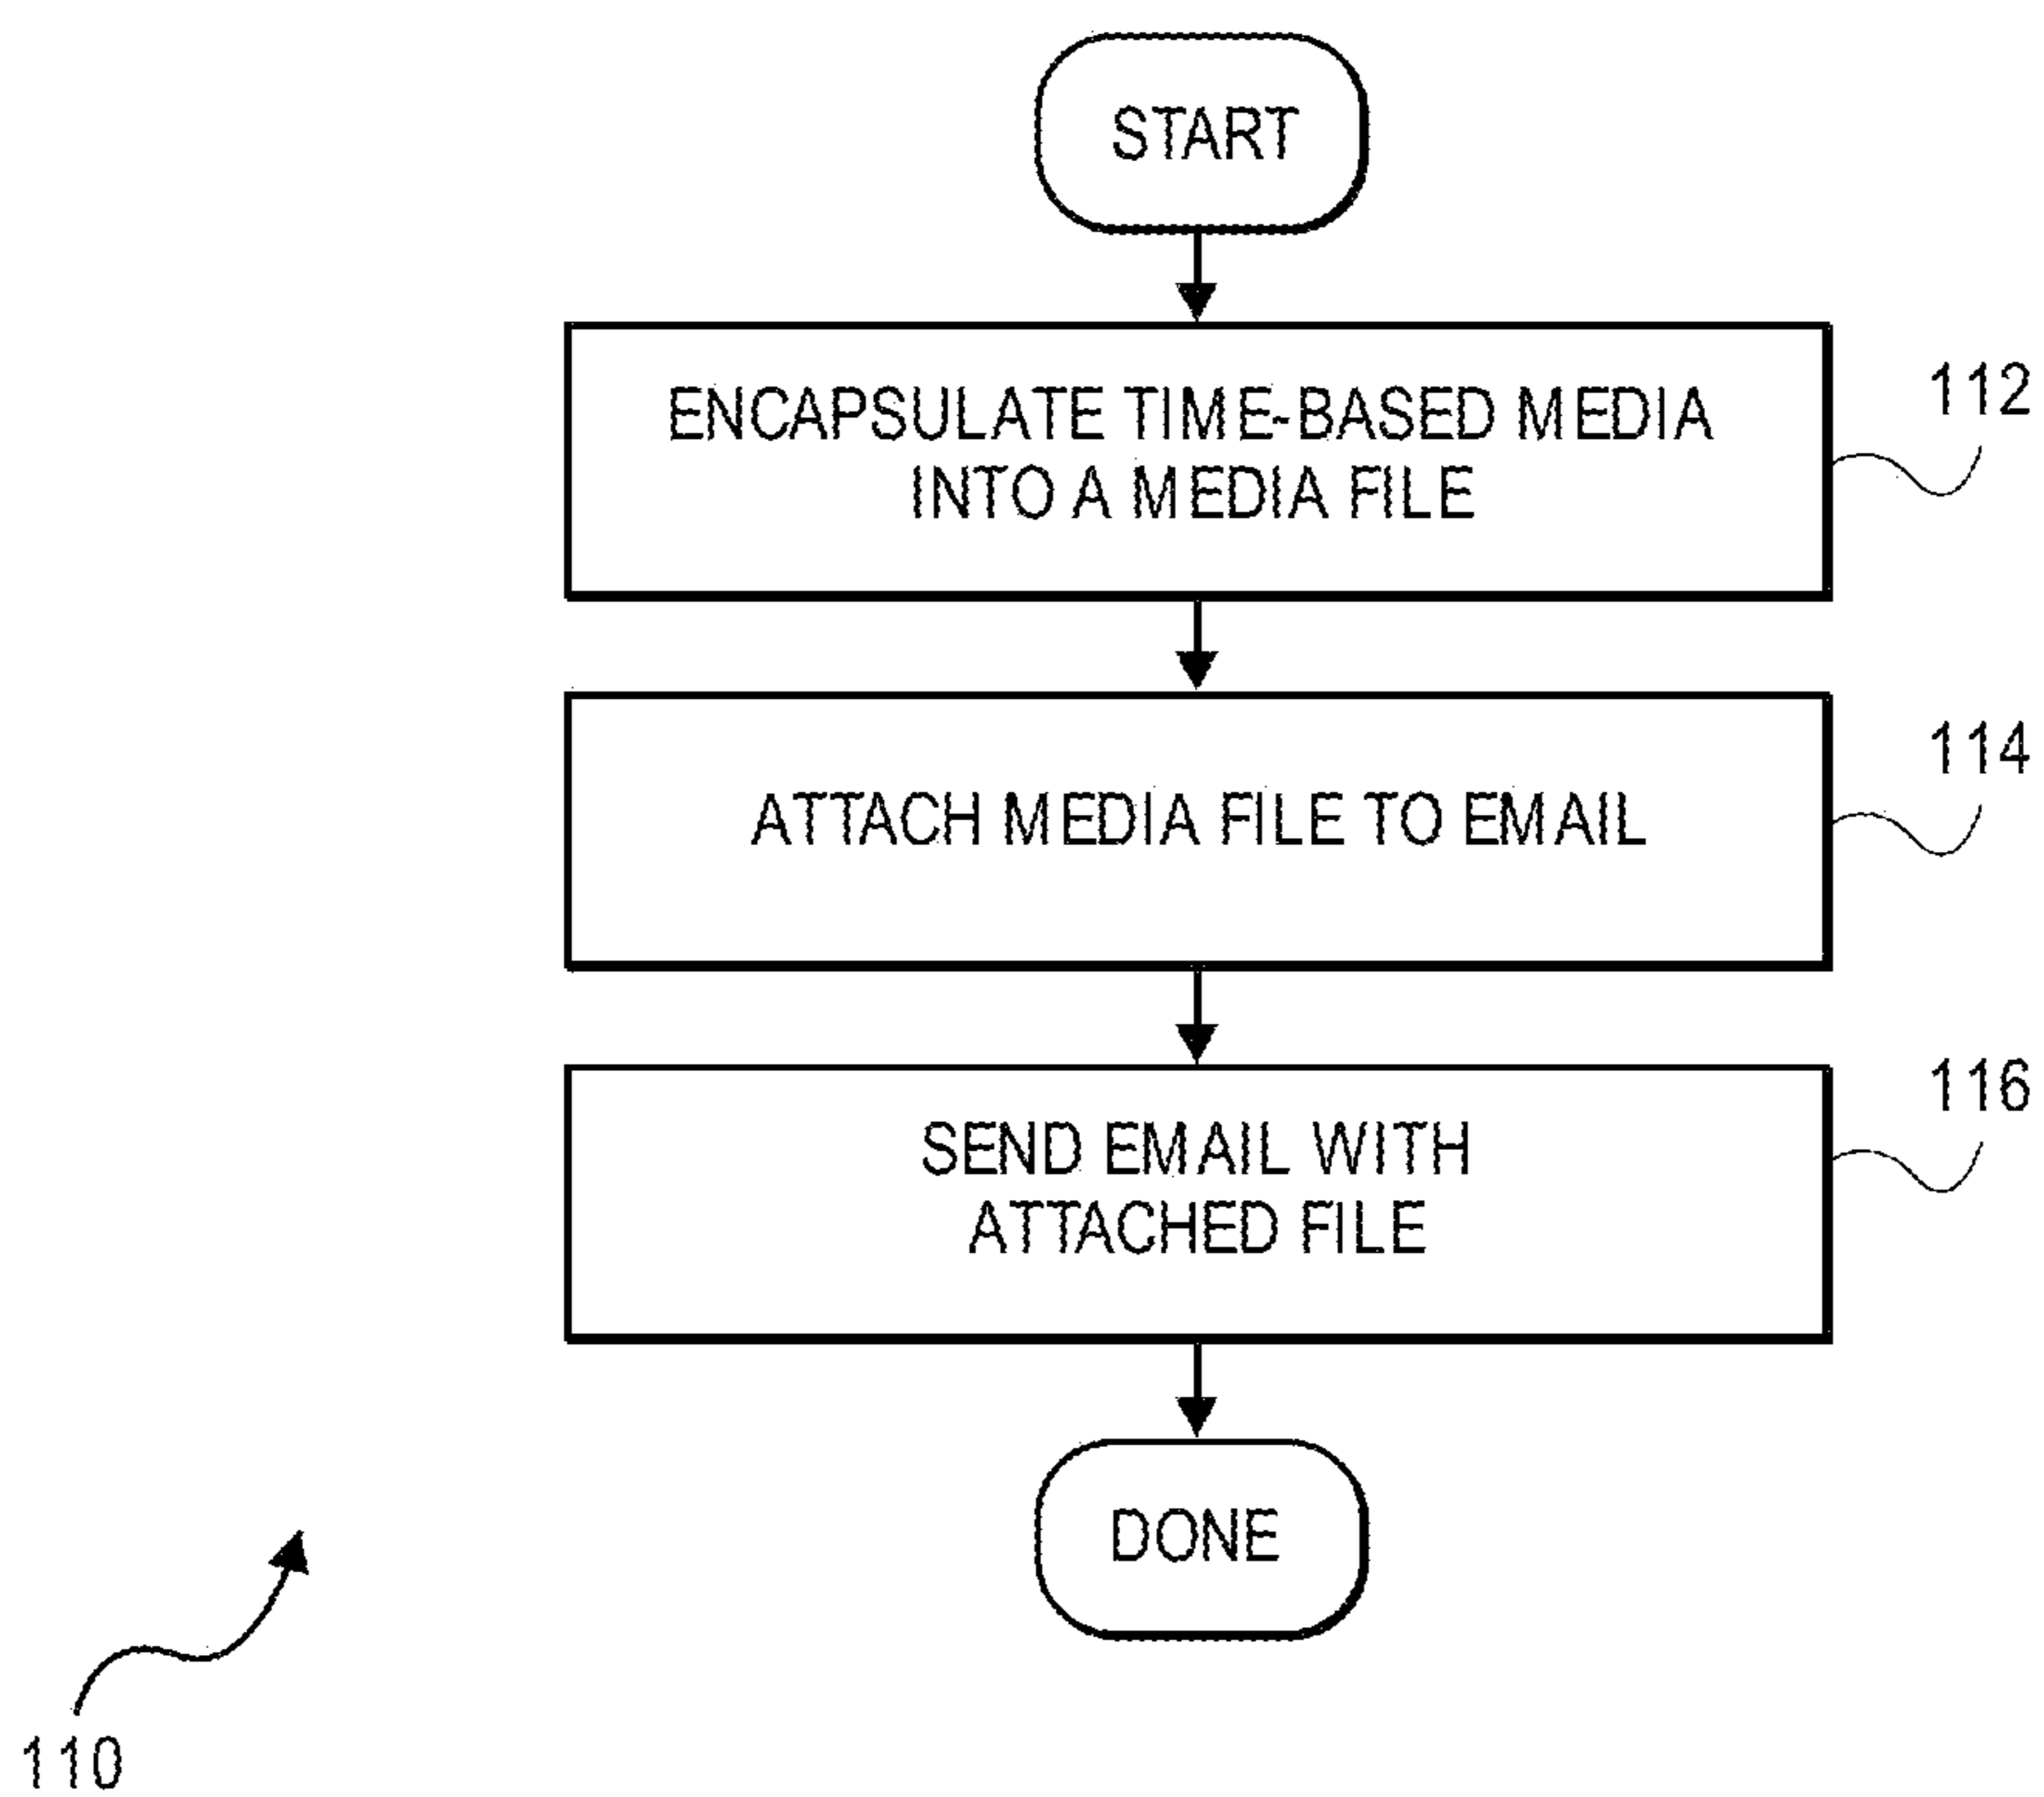 START
ENCAPSULATE TIME-BASED MEDIA
INTO A MEDIA FILE
112
ATTACH MEDIA FILE TO EMAIL
114
SEND EMAIL WITH
ATTACHED FILE
116
DONE
110